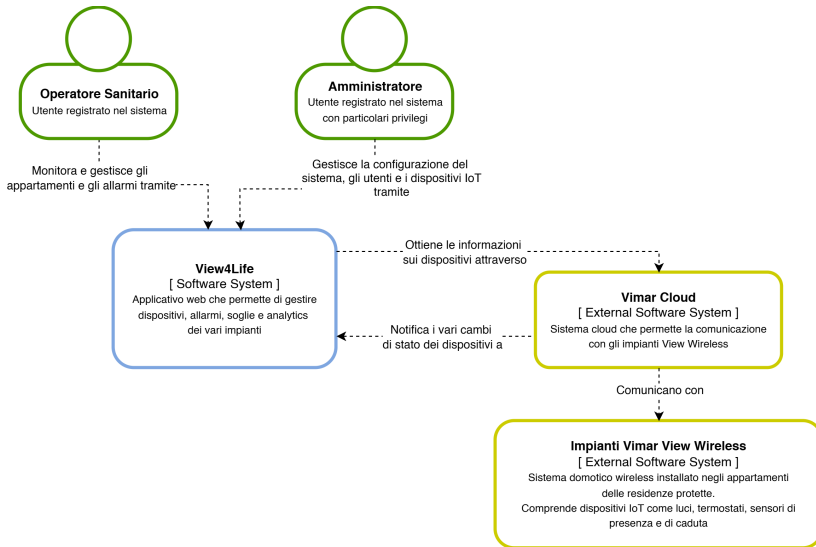 Operatore Sanitario
Utente registrato nel sistema
Amministratore
Utente registrato nel sistema
con particolari privilegi
Monitora e gestisce gli
appartamenti e gli allarmi tramite
Gestisce la configurazione del
sistema, gli utenti e i dispositivi IoT
tramite
View4Life
[ Software System ]
Applicativo web che permette di gestire
dispositivi, allarmi, soglie e analytics
dei vari impianti
Ottiene le informazioni
sui dispositivi attraverso
Vimar Cloud
[ External Software System ]
Sistema cloud che permette la comunicazione
con gli impianti View Wireless
Notifica i vari cambi
di stato dei dispositivi a
Comunicano con
Impianti Vimar View Wireless
[ External Software System ]
Sistema domotico wireless installato negli appartamenti
delle residenze protette.
Comprende dispositivi IoT come luci, termostati, sensori di
presenza e di caduta